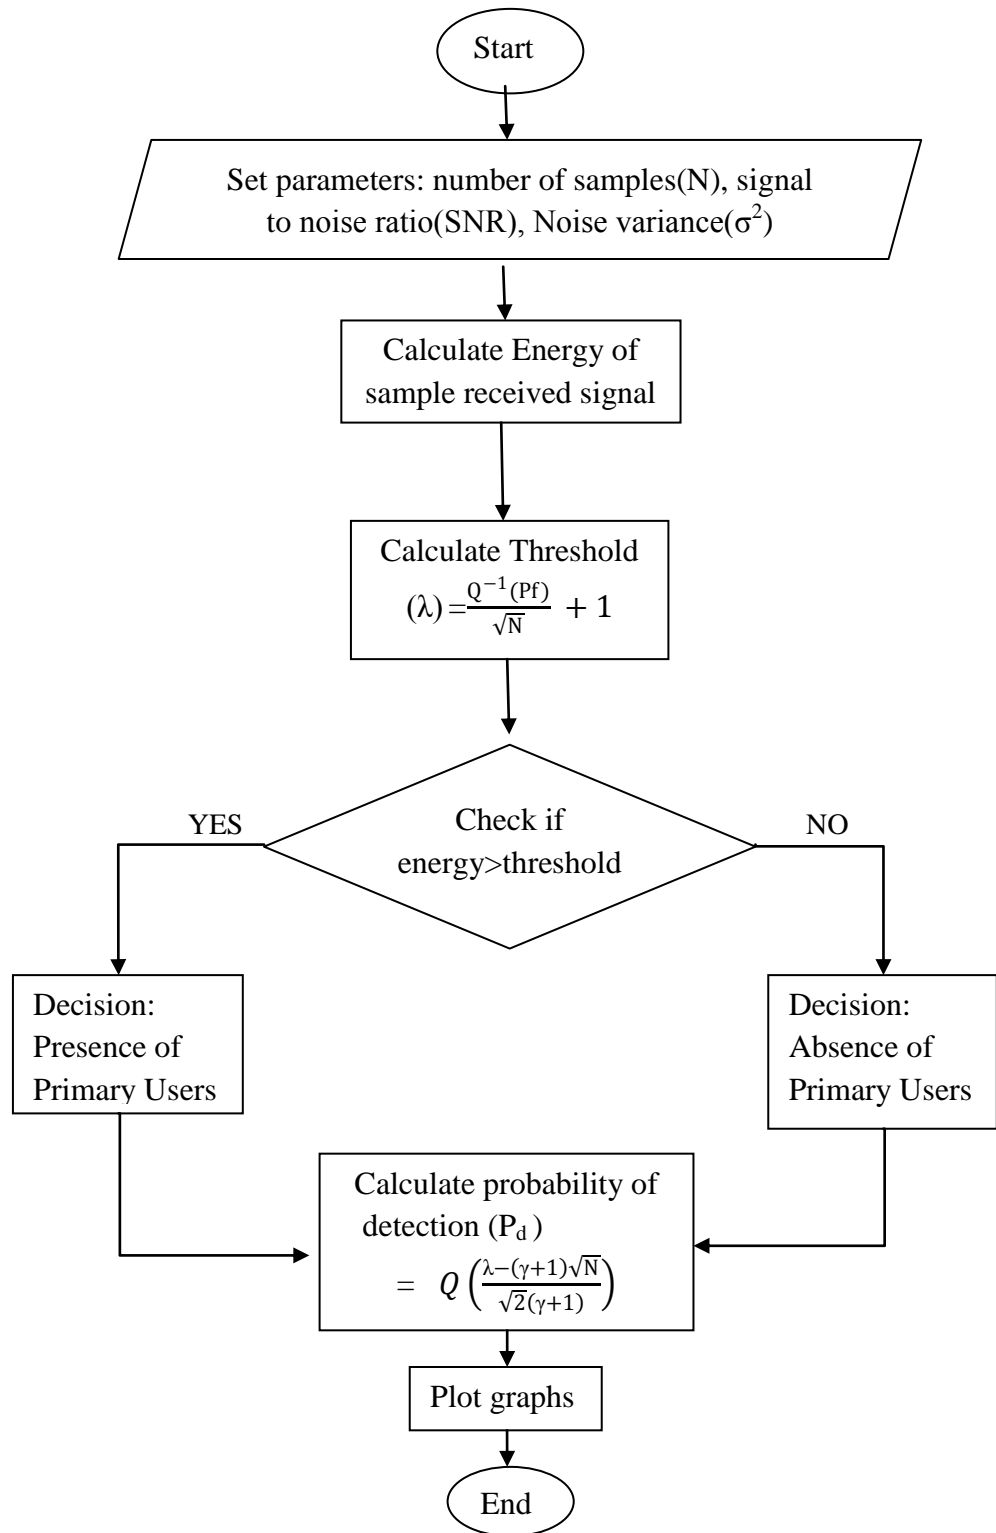 Start
Set parameters: number of samples(N), signal
to noise ratio(SNR), Noise variance(σ²)
Calculate Energy of
sample received signal
Calculate Threshold
(λ) = Q⁻¹(Pf)/√N + 1
Check if
energy>threshold
YES
NO
Decision:
Presence of
Primary Users
Decision:
Absence of
Primary Users
Calculate probability of
detection (P_d )
= Q((λ−(γ+1)√N)/(√2(γ+1)))
Plot graphs
End